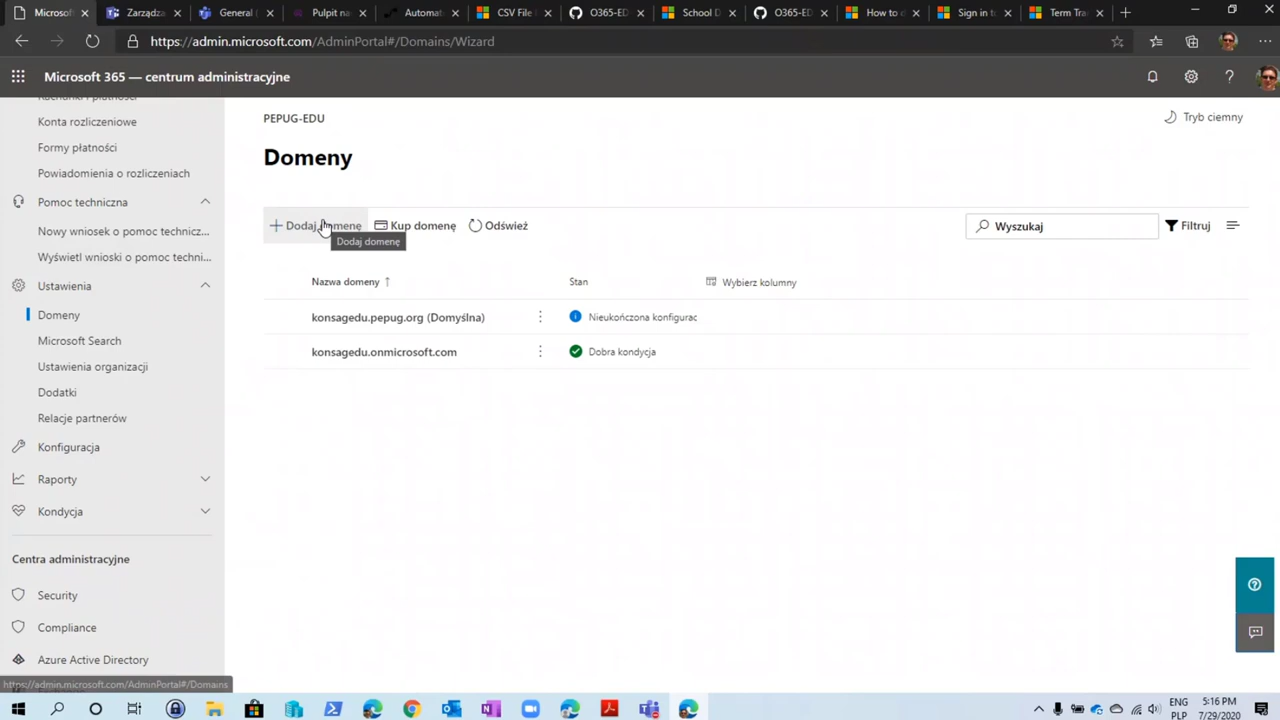 Microsof
Zarządza
General (
Pulpit na
Automat
CSV File
O365-ED
School D
O365-ED
How to d
Sign in to
Term Tra
https://admin.microsoft.com/AdminPortal#/Domains/Wizard
Microsoft 365 — centrum administracyjne
Konta rozliczeniowe
Formy płatności
Powiadomienia o rozliczeniach
Pomoc techniczna
Nowy wniosek o pomoc technicz...
Wyświetl wnioski o pomoc techni...
Ustawienia
Domeny
Microsoft Search
Ustawienia organizacji
Dodatki
Relacje partnerów
Konfiguracja
Raporty
Kondycja
Centra administracyjne
Security
Compliance
Azure Active Directory
https://admin.microsoft.com/AdminPortal#/Domains
PEPUG-EDU
Tryb ciemny
Domeny
Dodaj domenę
Kup domenę
Odśwież
Wyszukaj
Filtruj
Dodaj domenę
Nazwa domeny ↑
Stan
Wybierz kolumny
konsagedu.pepug.org (Domyślna)
Nieukończona konfigurac
konsagedu.onmicrosoft.com
Dobra kondycja
ENG
PLP
5:16 PM
7/29/2020